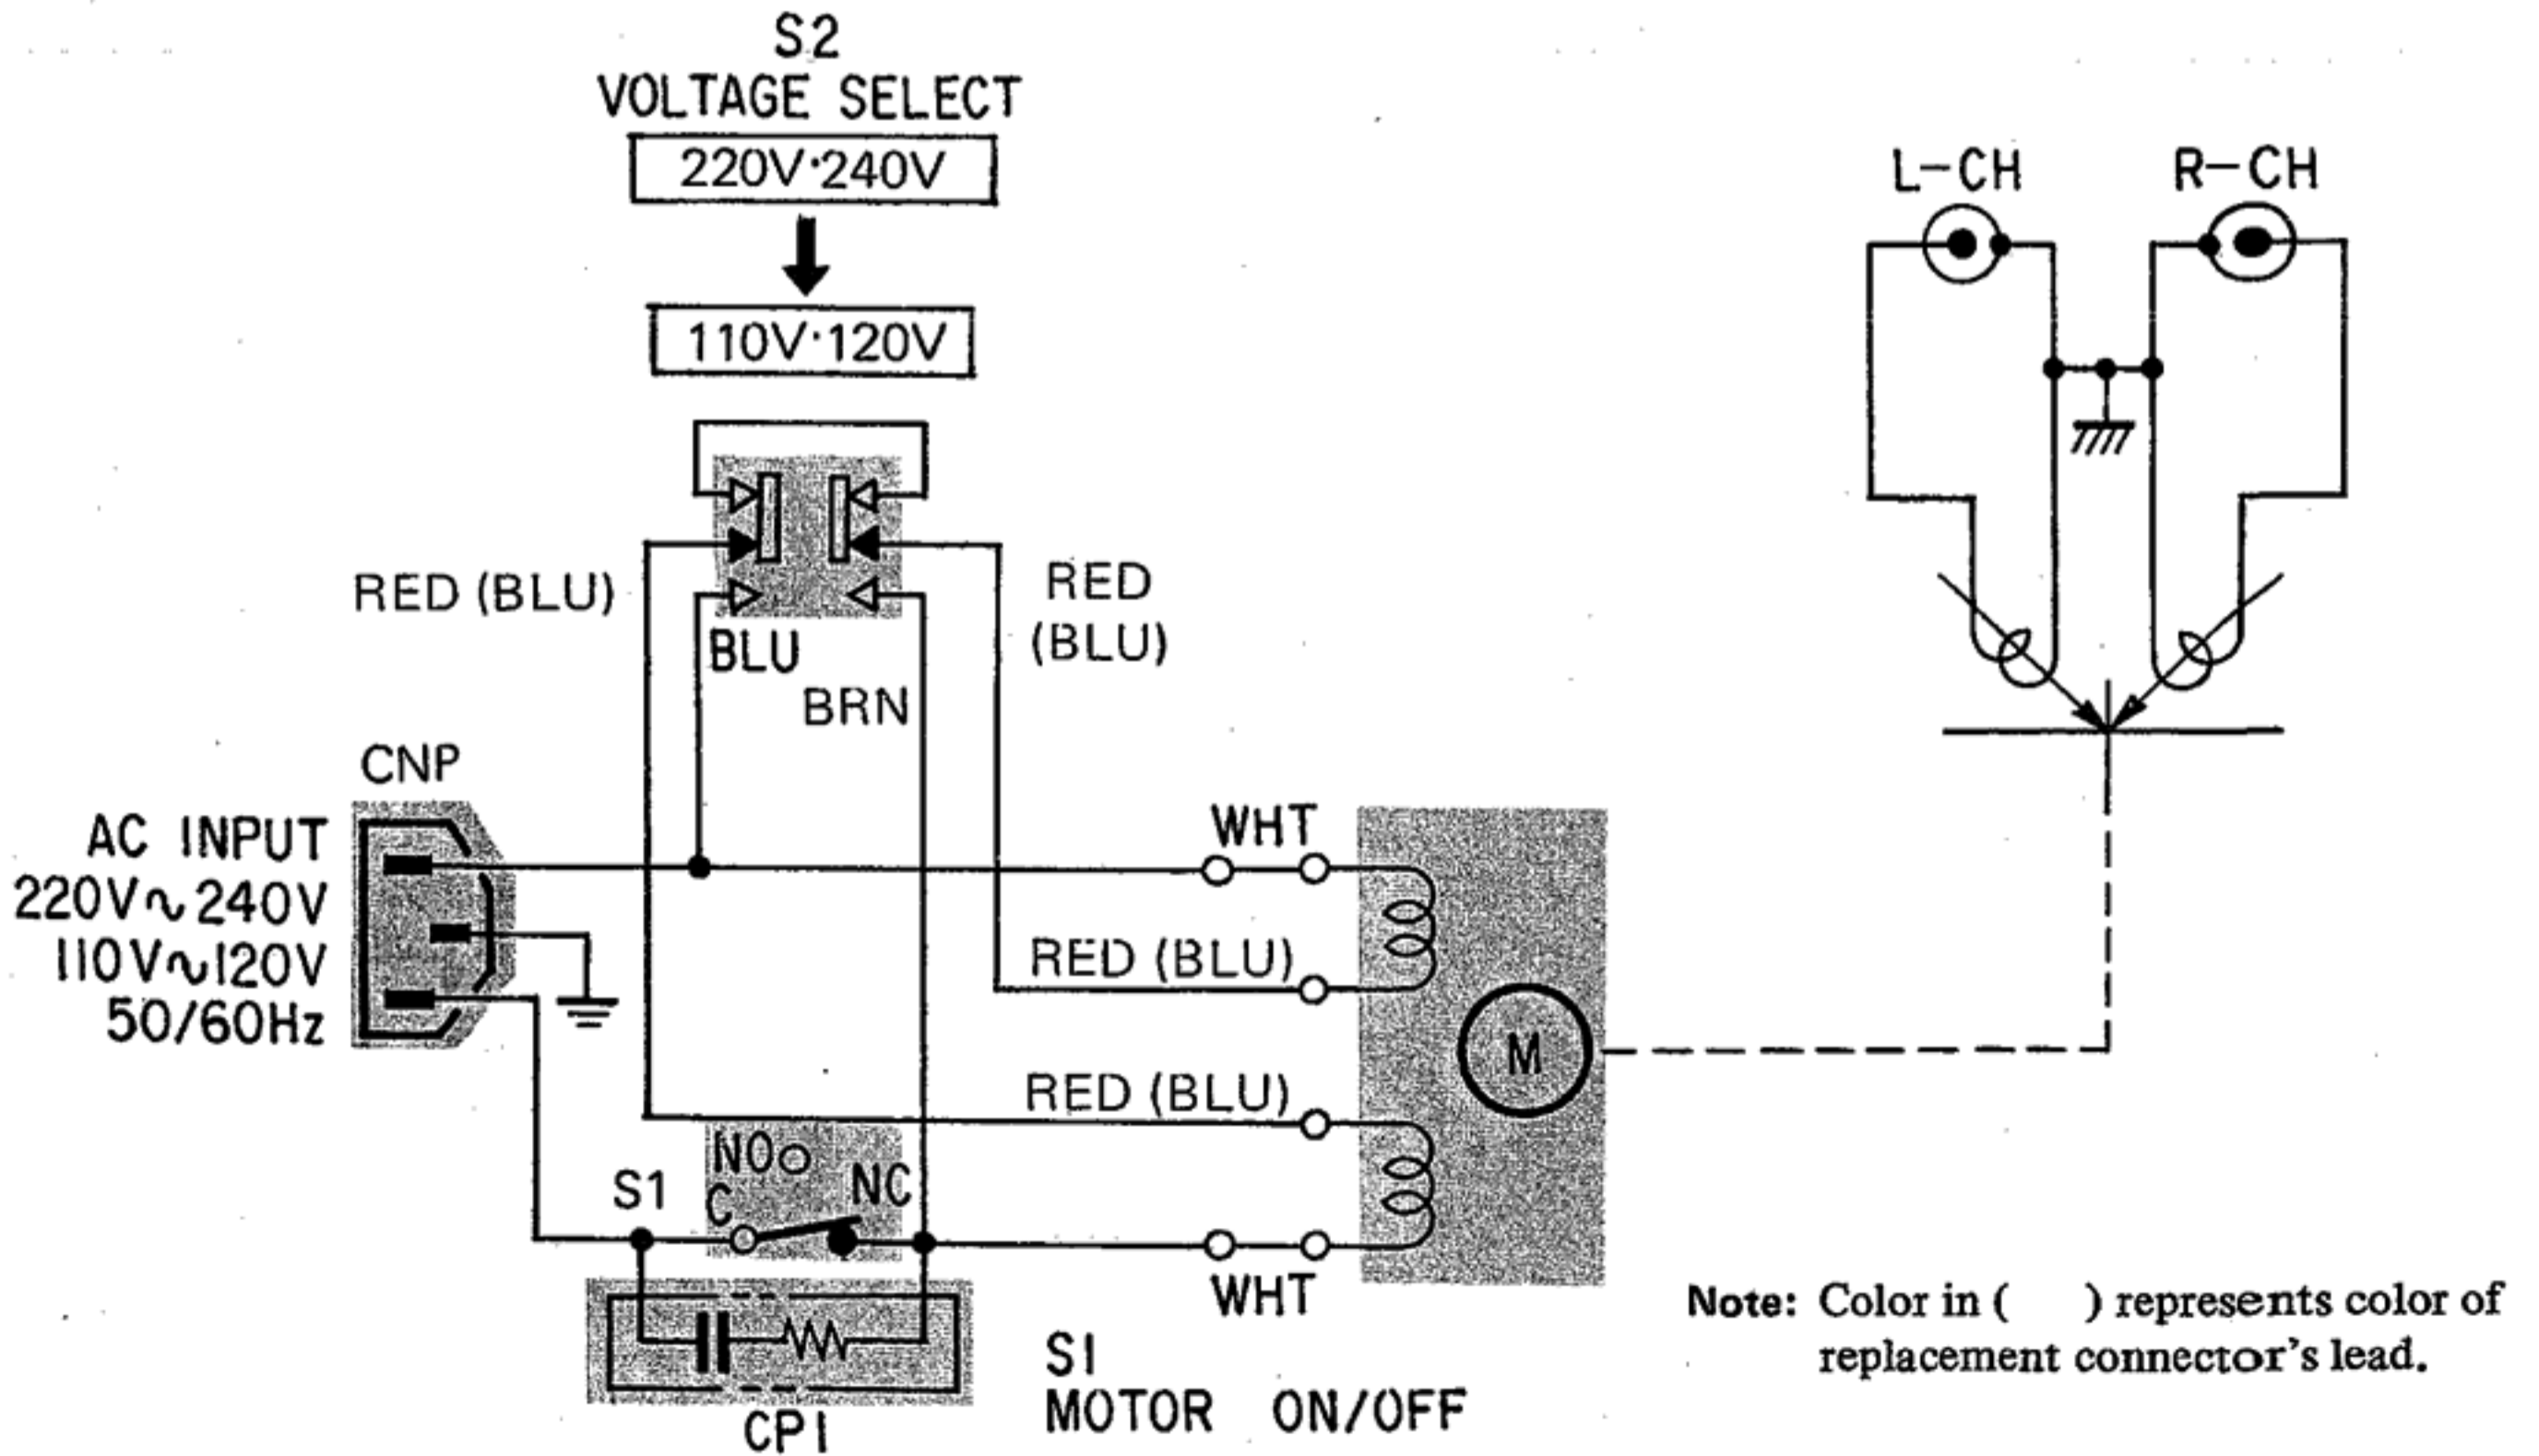 S2
VOLTAGE SELECT
220V·240V
110V·120V
L-CH
R-CH
RED (BLU)
RED
(BLU)
BLU
BRN
CNP
AC INPUT
220V∿240V
110V∿120V
50/60Hz
WHT
RED (BLU)
M
RED (BLU)
NO
S1
C
NC
WHT
S1
MOTOR ON/OFF
CP1
Note: Color in ( ) represents color of
replacement connector's lead.